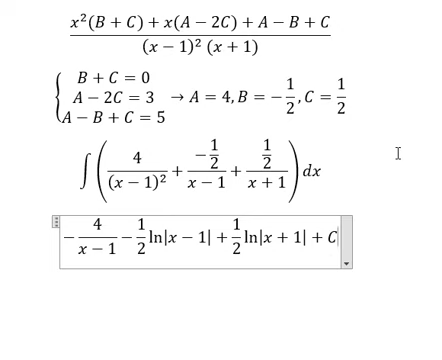 x²(B + C) + x(A − 2C) + A − B + C
(x − 1)² (x + 1)
B + C = 0
A − 2C = 3 → A = 4, B = −1/2, C = 1/2
A − B + C = 5
∫ (4/(x − 1)² + −1/2/(x − 1) + 1/2/(x + 1)) dx
−4/(x − 1) − 1/2 ln|x − 1| + 1/2 ln|x + 1| + C